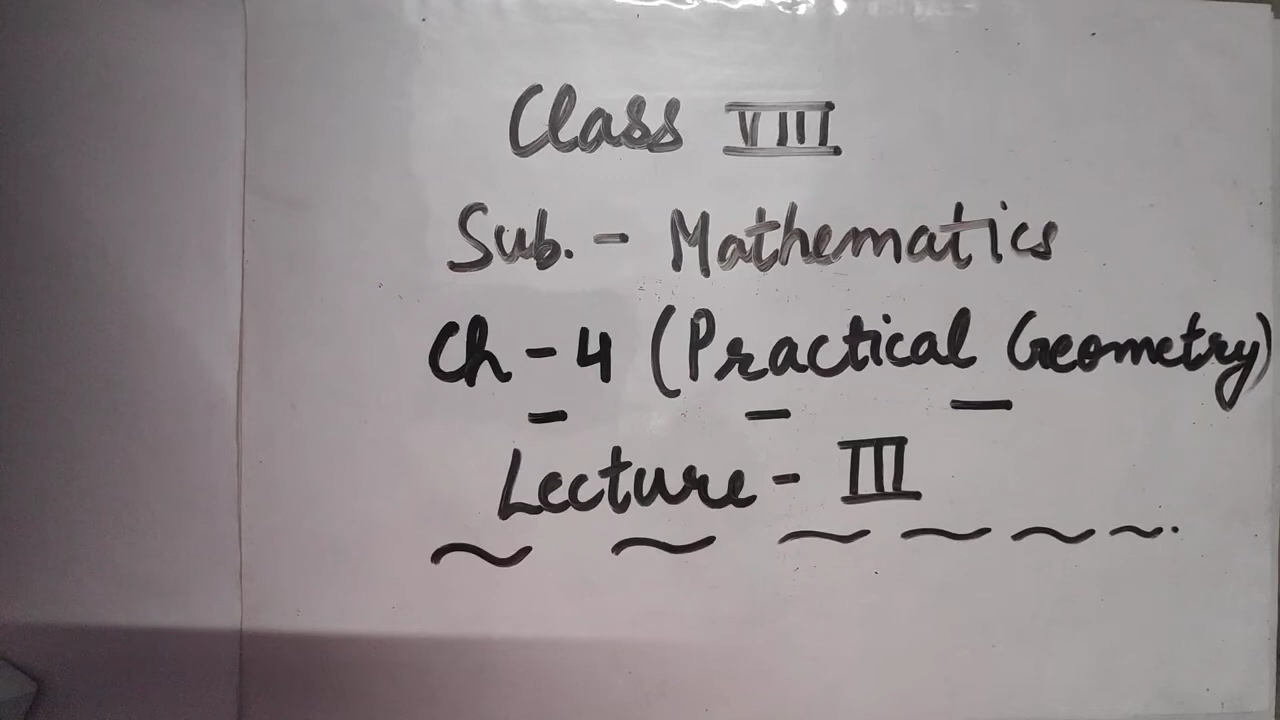 Class VIII
Sub. - Mathematics
Ch - 4 (Practical Geometry)
Lecture - III